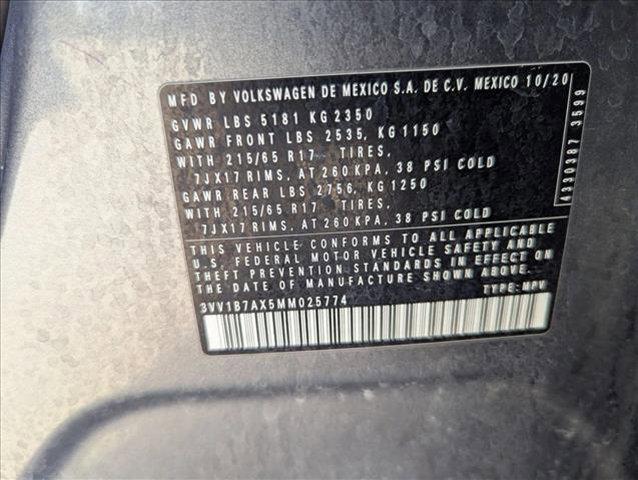 MFD BY VOLKSWAGEN DE MEXICO S.A. DE C.V. MEXICO 10/20
GVWR LBS 5181 KG 2350
GAWR FRONT LBS 2535, KG 1150
WITH 215/65 R17 TIRES,
7JX17 RIMS, AT 260 KPA, 38 PSI COLD
GAWR REAR LBS 2756, KG 1250
WITH 215/65 R17 TIRES,
7JX17 RIMS, AT 260 KPA, 38 PSI COLD
THIS VEHICLE CONFORMS TO ALL APPLICABLE
U.S. FEDERAL MOTOR VEHICLE SAFETY AND
THEFT PREVENTION STANDARDS IN EFFECT ON
THE DATE OF MANUFACTURE SHOWN ABOVE.
3VV1B7AX5MM025774 TYPE: MPV
4330387 3599